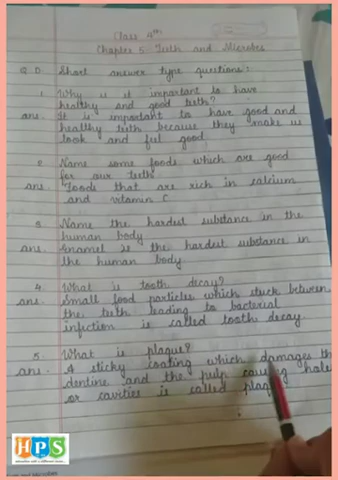 Class 4th
Chapter 5 Teeth and Microbes
Q.D. Short answer type questions:
1. Why is it important to have
healthy and good teeth?
ans. It is important to have good and
healthy teeth because they make us
look and feel good
2. Name some foods which are good
for our teeth
ans. Foods that are rich in calcium
and vitamin C
3. Name the hardest substance in the
human body
ans. Enamel is the hardest substance in
the human body
4. What is tooth decay?
ans. Small food particles which stuck between
the teeth leading to bacterial
infection is called tooth decay.
5. What is plaque?
ans. A sticky coating which damages th
dentine and the pulp causing hole
or cavities is called
HPS